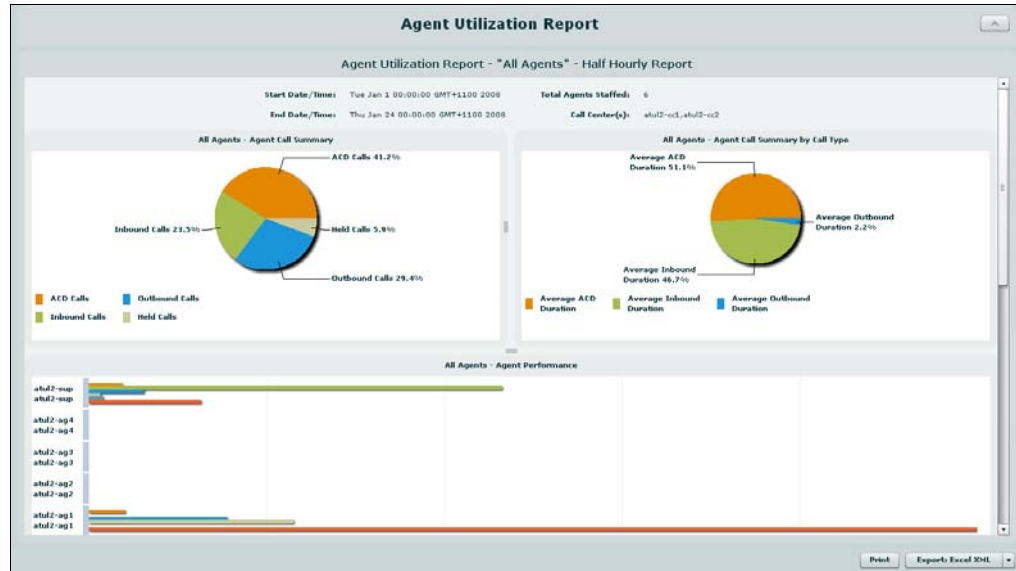 Agent Utilization Report
Agent Utilization Report - "All Agents" - Half Hourly Report
Start Date/Time: Tue Jan 1 00:00:00 GMT+1100 2008 Total Agents Staffed: 6
End Date/Time: Thu Jan 24 00:00:00 GMT+1100 2008 Call Center(s): atul2-cc1,atul2-cc2
All Agents - Agent Call Summary
ACD Calls 41.2%
Inbound Calls 23.5%
Held Calls 5.9%
Outbound Calls 29.4%
ACD Calls Outbound Calls
Inbound Calls Held Calls
All Agents - Agent Call Summary by Call Type
Average ACD
Duration 51.1%
Average Outbound
Duration 2.2%
Average Inbound
Duration 46.7%
Average ACD Average Inbound Average Outbound
Duration Duration Duration
All Agents - Agent Performance
atul2-sup
atul2-sup
atul2-ag4
atul2-ag4
atul2-ag3
atul2-ag3
atul2-ag2
atul2-ag2
atul2-ag1
atul2-ag1
Print Export: Excel XML